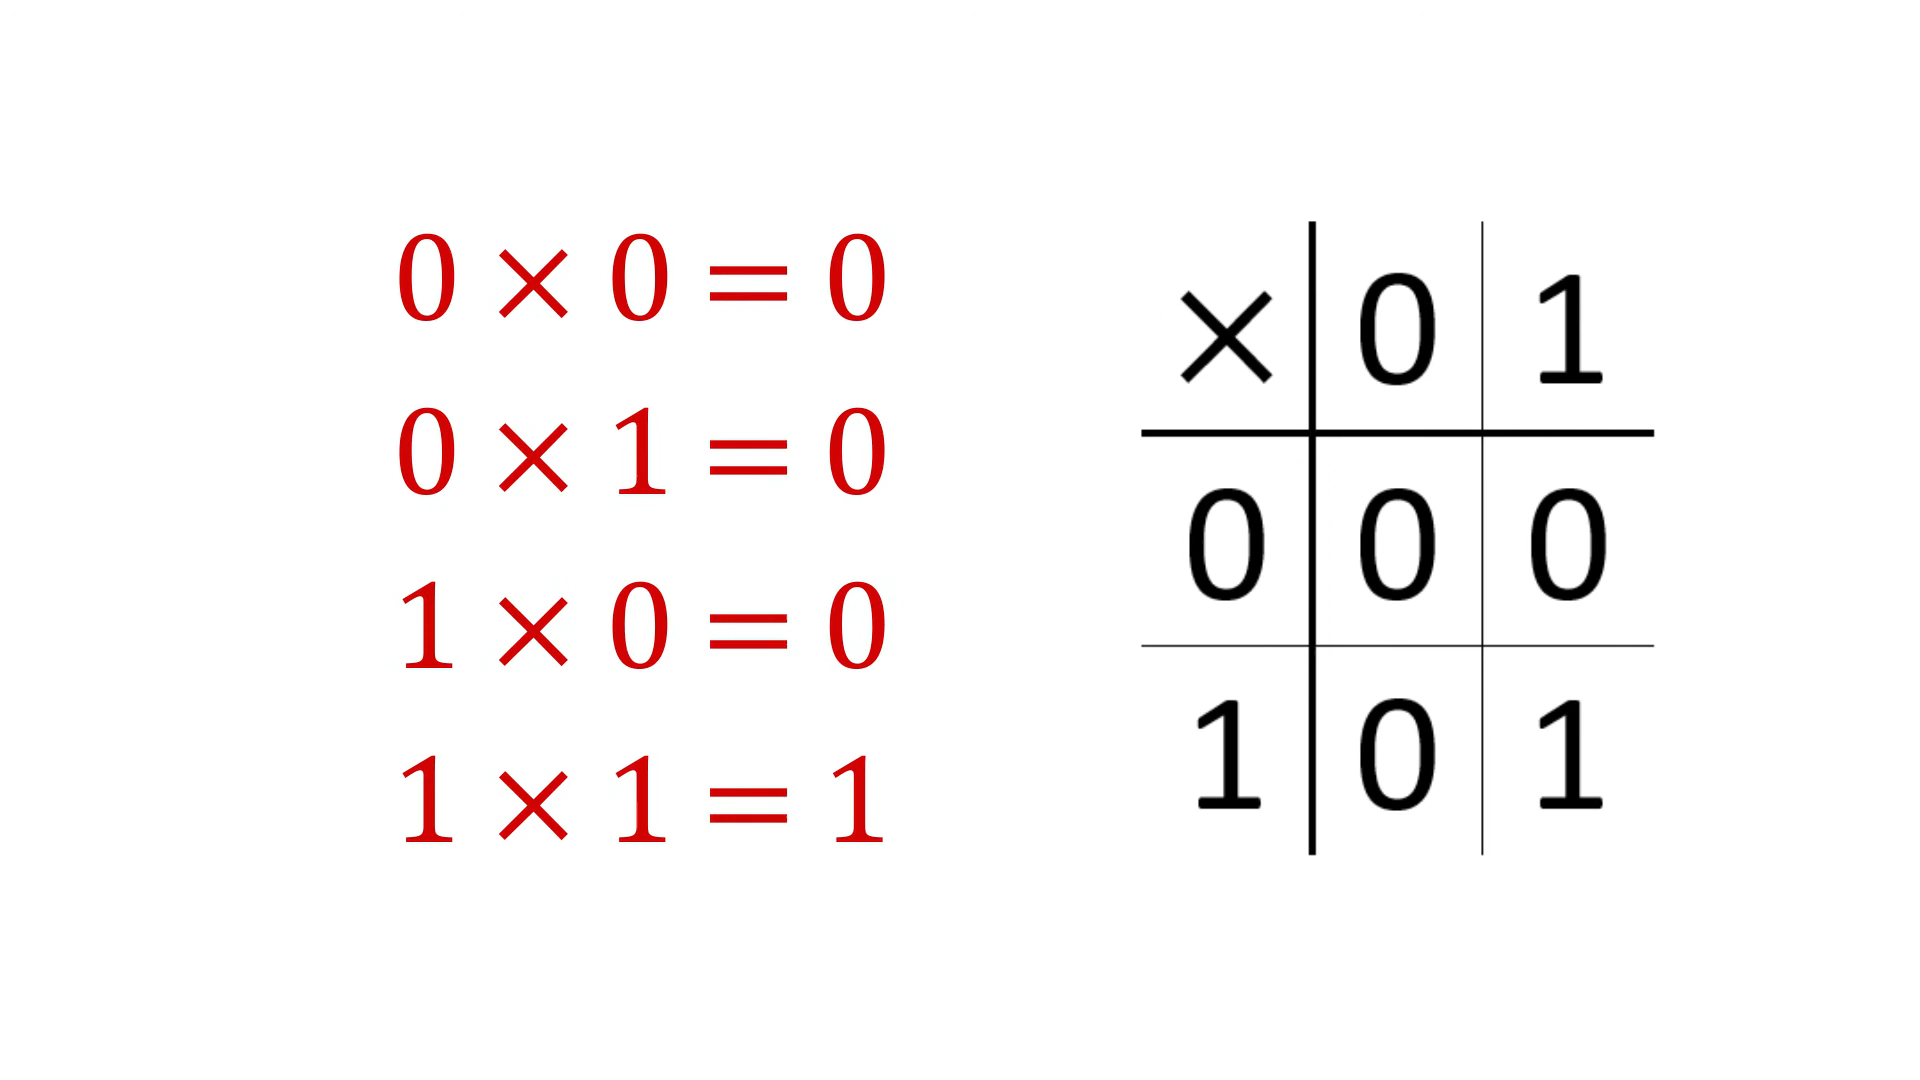 0 × 0 = 0
0 × 1 = 0
1 × 0 = 0
1 × 1 = 1
× 0 1
0 0 0
1 0 1